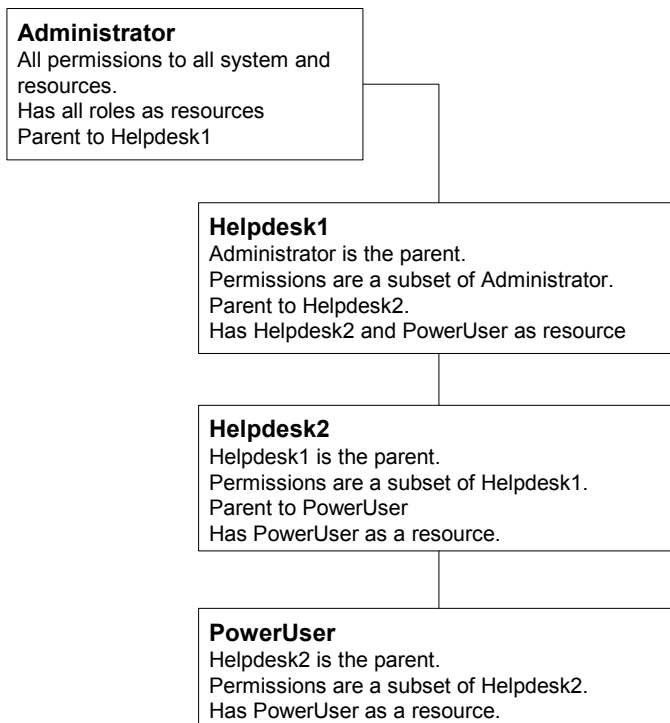 Administrator
All permissions to all system and
resources.
Has all roles as resources
Parent to Helpdesk1
Helpdesk1
Administrator is the parent.
Permissions are a subset of Administrator.
Parent to Helpdesk2.
Has Helpdesk2 and PowerUser as resource
Helpdesk2
Helpdesk1 is the parent.
Permissions are a subset of Helpdesk1.
Parent to PowerUser
Has PowerUser as a resource.
PowerUser
Helpdesk2 is the parent.
Permissions are a subset of Helpdesk2.
Has PowerUser as a resource.